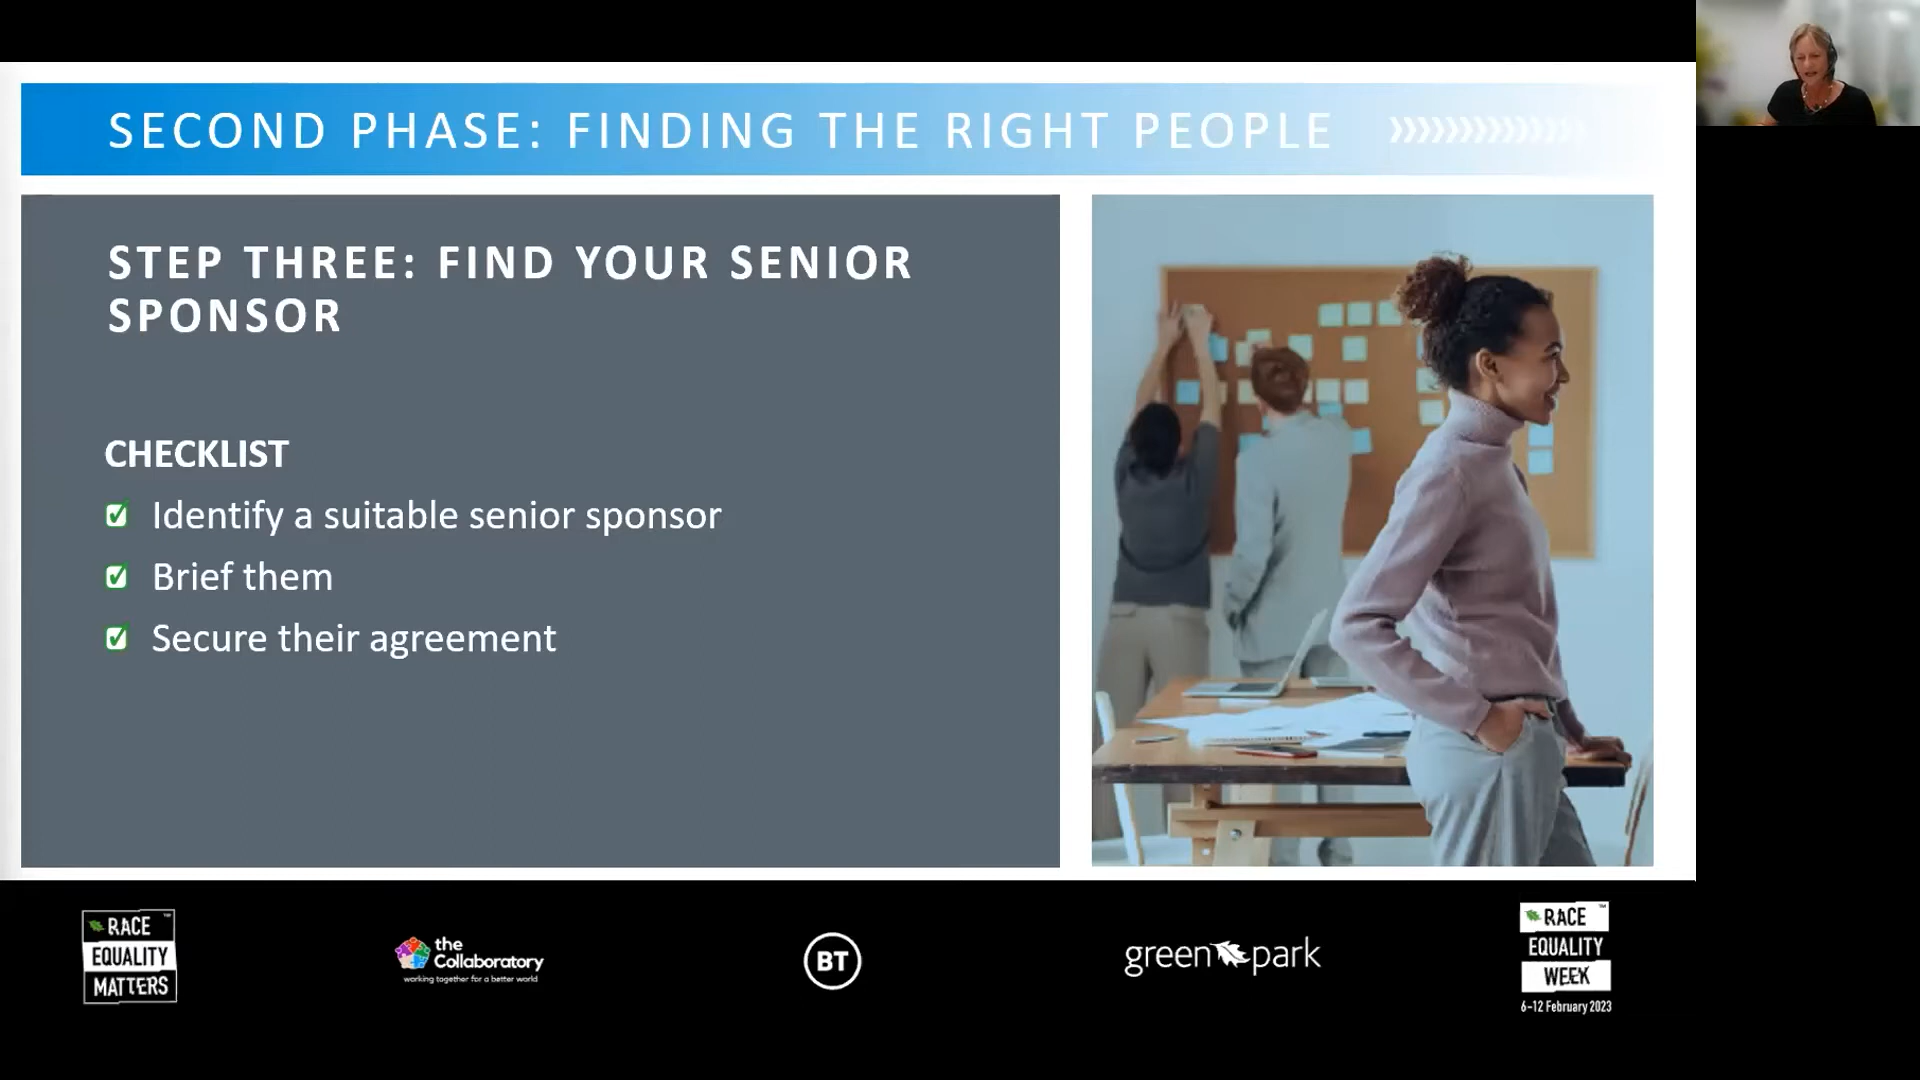 SECOND PHASE: FINDING THE RIGHT PEOPLE
STEP THREE: FIND YOUR SENIOR
SPONSOR
CHECKLIST
Identify a suitable senior sponsor
Brief them
Secure their agreement
RACE ™
EQUALITY
MATTERS
the
Collaboratory
working together for a better world
BT
green park
RACE ™
EQUALITY
WEEK
6-12 February 2023